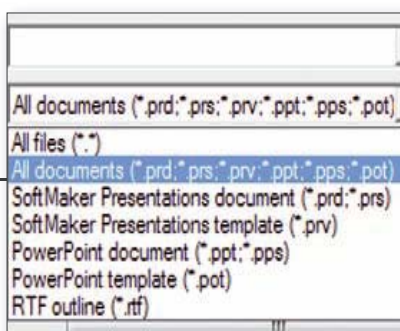 All documents (*.prd;*.prs;*.prv;*.ppt;*.pps;*.pot)
All files (*.*)
All documents (*.prd;*.prs;*.prv;*.ppt;*.pps;*.pot)
SoftMaker Presentations document (*.prd;*.prs)
SoftMaker Presentations template (*.prv)
PowerPoint document (*.ppt;*.pps)
PowerPoint template (*.pot)
RTF outline (*.rtf)